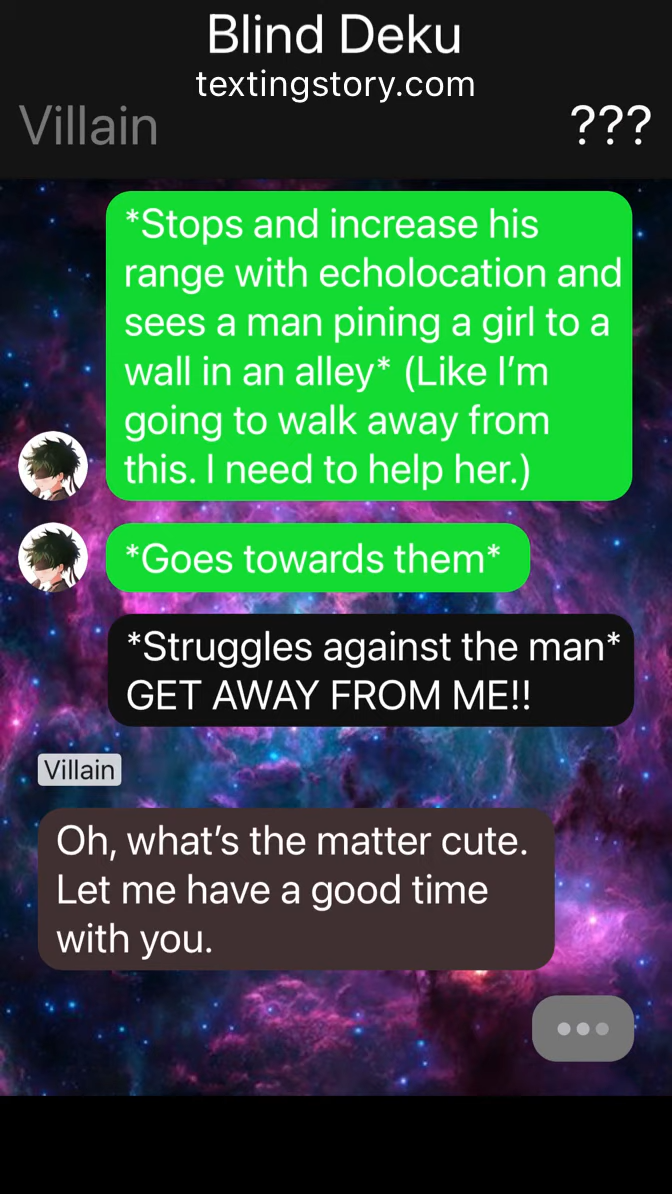 Blind Deku
textingstory.com
Villain
???
*Stops and increase his
range with echolocation and
sees a man pining a girl to a
wall in an alley* (Like I'm
going to walk away from
this. I need to help her.)
*Goes towards them*
*Struggles against the man*
GET AWAY FROM ME!!
Villain
Oh, what's the matter cute.
Let me have a good time
with you.